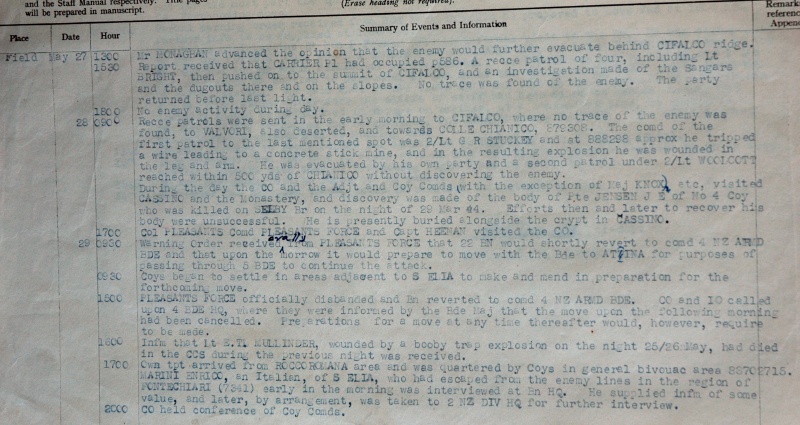 and the Staff Manual respectively. Title pages
will be prepared in manuscript.
(Erase heading not required).
Remarks
referenc
Appen
Place Date Hour Summary of Events and Information
Field May 27 1300 Mr MONAGHAN advanced the opinion that the enemy would further evacuate behind CIFALCO ridge.
1530 Report received that CARRIER Pl had occupied p586. A recce patrol of four, including Lt
BRIGHT, then pushed on to the summit of CIFALCO, and an investigation made of the sangars
and the dugouts there and on the slopes. No trace was found of the enemy. The party
returned before last light.
1800 No enemy activity during day.
28 0900 Recce patrols were sent in the early morning to CIFALCO, where no trace of the enemy was
found, to VALVORI, also deserted, and towards COLLE CHIANICO, 879308. The comd of the
first patrol to the last mentioned spot was 2/Lt G R STUCKEY and at 888298 approx he tripped
a wire leading to a concrete stick mine, and in the resulting explosion he was wounded in
the leg and arm. He was evacuated by his own party and a second patrol under 2/Lt WOOLCOTT
reached within 500 yds of CHIANICO without discovering the enemy.
During the day the CO and the Adjt and Coy Comds (with the exception of Maj KNOX) etc, visited
CASSINO and the Monastery, and discovery was made of the body of Pte JENSEN J E of No 4 Coy
who was killed on SELBY Br on the night of 29 Mar 44. Efforts then and later to recover his
body were unsuccessful. He is presently buried alongside the crypt in CASSINO.
1700 Col PLEASANTS Comd PLEASANTS FORCE and Capt HEENAN visited the CO.
29 0930 Warning Order received from PLEASANTS FORCE that 22 BN would shortly revert to comd 4 NZ ARMD
BDE and that upon the morrow it would prepare to move with the Bde to ATINA for purposes of
passing through 5 BDE to continue the attack.
0930 Coys began to settle in areas adjacent to S ELIA to make and mend in preparation for the
forthcoming move.
1500 PLEASANTS FORCE officially disbanded and Bn reverted to comd 4 NZ ARMD BDE. CO and IO called
upon 4 BDE HQ, where they were informed by the Bde Maj that the move upon the following morning
had been cancelled. Preparations for a move at any time thereafter would, however, require
to be made.
1600 Infm that Lt S.T. MULLINDER, wounded by a booby trap explosion on the night 25/26 May, had died
in the CCS during the previous night was received.
1700 Own tpt arrived from ROCCOROMANA area and was quartered by Coys in general bivouac area 88702715.
MARINI ENRICO, an Italian, of S ELIA, who had escaped from the enemy lines in the region of
FONTECHIARI (7341) early in the morning was interviewed at Bn HQ. He supplied infm of some
value, and later, by arrangement, was taken to 2 NZ DIV HQ for further interview.
2000 CO held conference of Coy Comds.